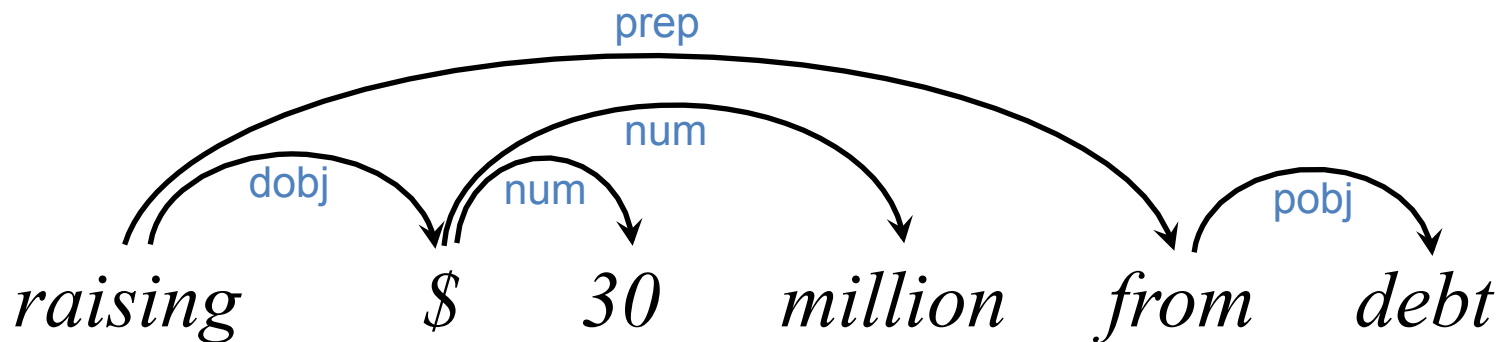 prep
num
dobj num pobj
raising $ 30 million from debt